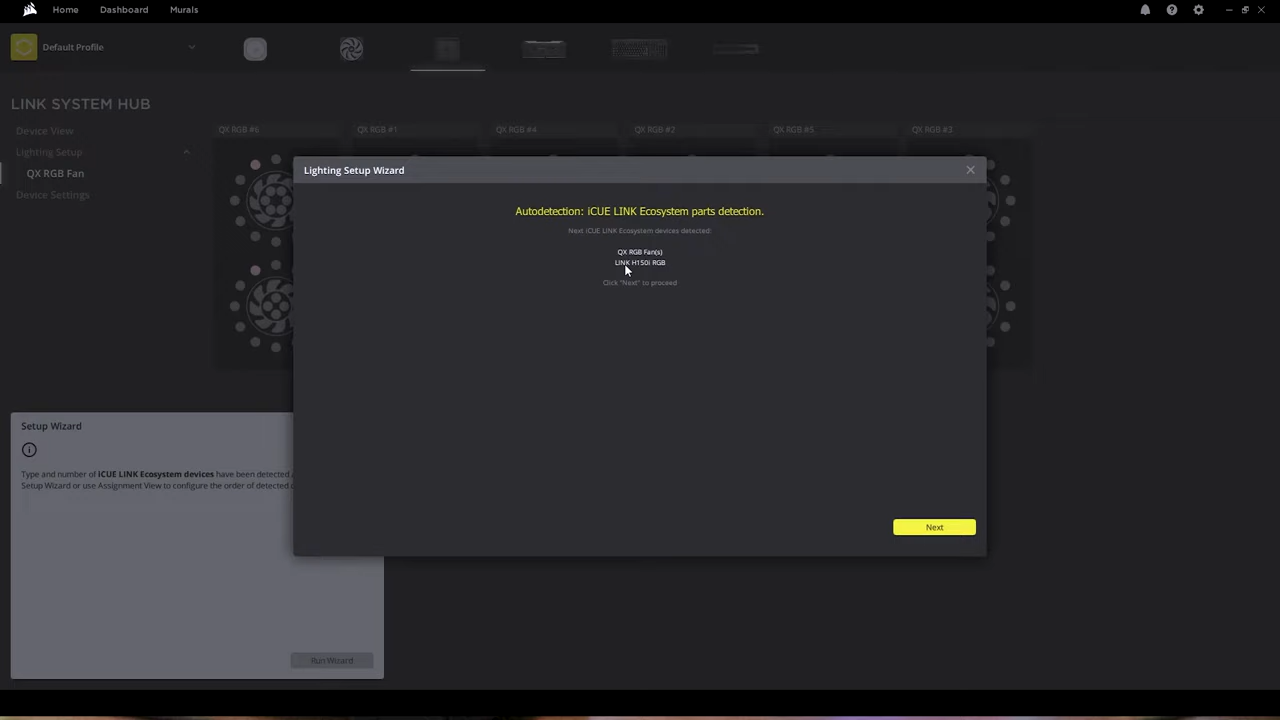 Home Dashboard Murals
Default Profile
LINK SYSTEM HUB
Device View
Lighting Setup
QX RGB Fan
Device Settings
QX RGB #6 QX RGB #1 QX RGB #4 QX RGB #2 QX RGB #5 QX RGB #3
Lighting Setup Wizard
Autodetection: iCUE LINK Ecosystem parts detection.
Next iCUE LINK Ecosystem devices detected:
QX RGB Fan(s)
LINK H150i RGB
Click "Next" to proceed
Next
Setup Wizard
Type and number of iCUE LINK Ecosystem devices have been detected
Setup Wizard or use Assignment View to configure the order of detected
Run Wizard